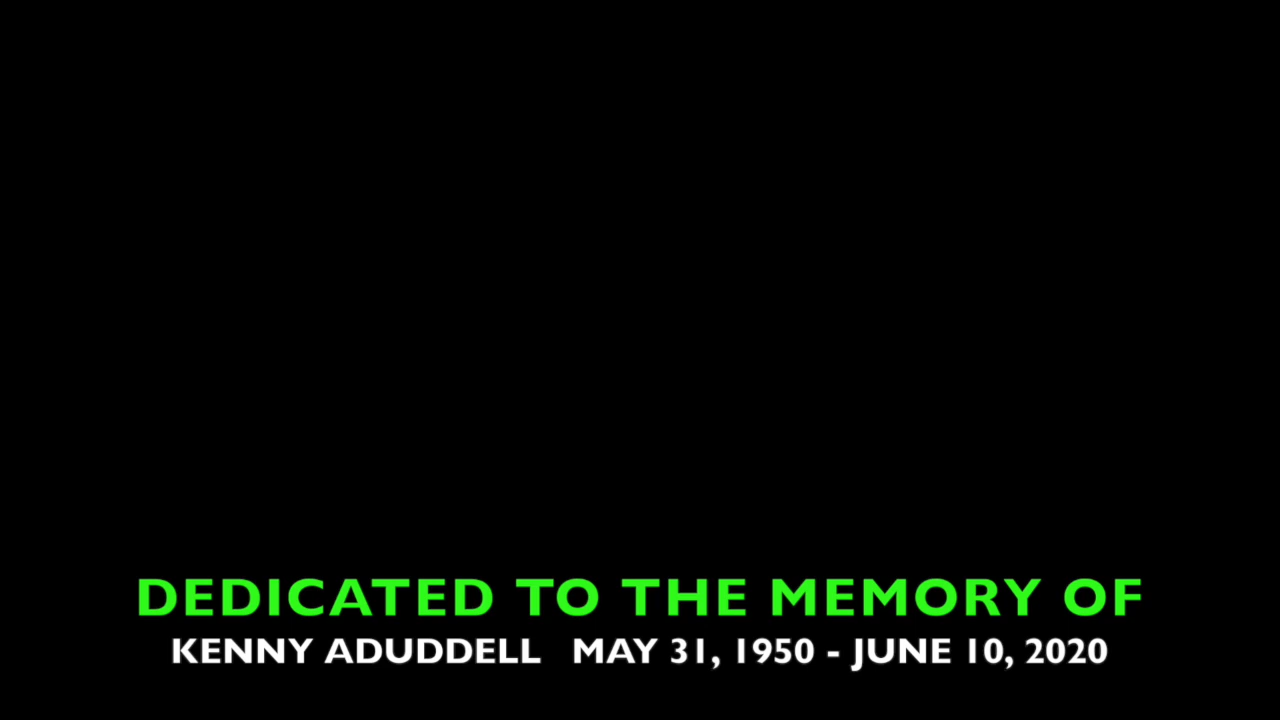 DEDICATED TO THE MEMORY OF
KENNY ADUDDELL MAY 31, 1950 - JUNE 10, 2020